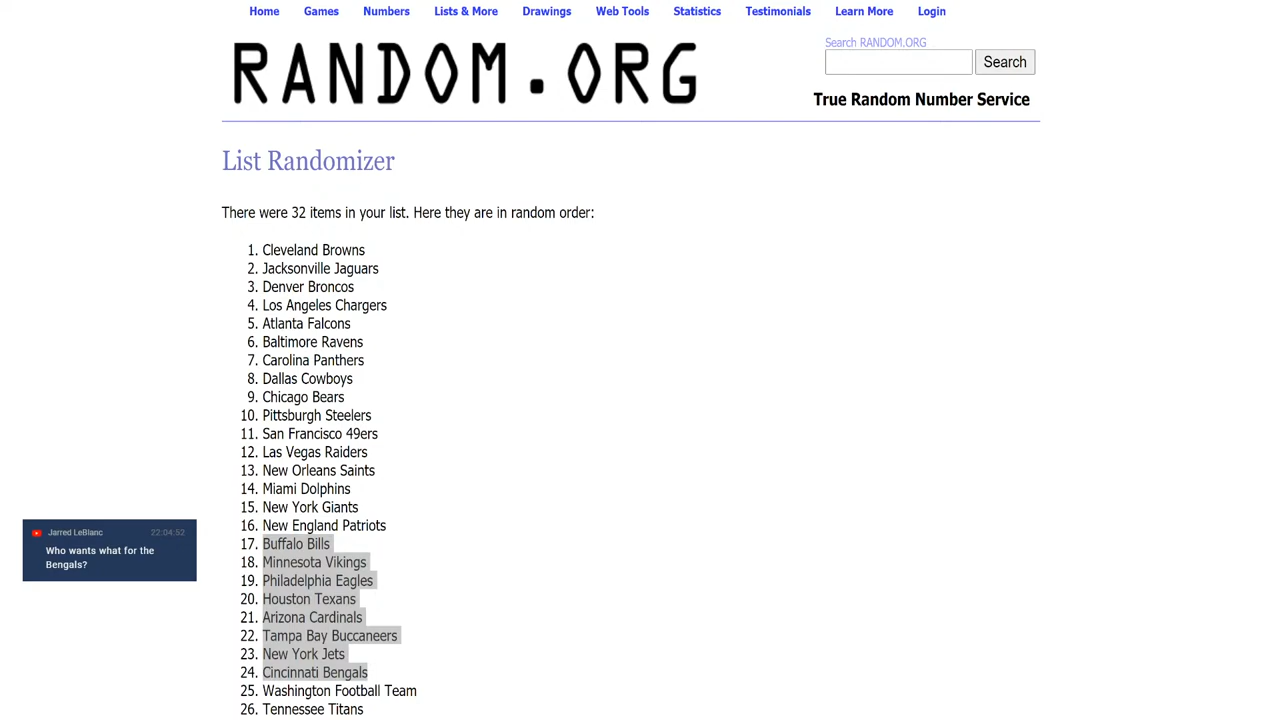 Home Games Numbers Lists & More Drawings Web Tools Statistics Testimonials Learn More Login
RANDOM.ORG
Search RANDOM.ORG
Search
True Random Number Service
List Randomizer
There were 32 items in your list. Here they are in random order:
1. Cleveland Browns
2. Jacksonville Jaguars
3. Denver Broncos
4. Los Angeles Chargers
5. Atlanta Falcons
6. Baltimore Ravens
7. Carolina Panthers
8. Dallas Cowboys
9. Chicago Bears
10. Pittsburgh Steelers
11. San Francisco 49ers
12. Las Vegas Raiders
13. New Orleans Saints
14. Miami Dolphins
15. New York Giants
16. New England Patriots
17. Buffalo Bills
18. Minnesota Vikings
19. Philadelphia Eagles
20. Houston Texans
21. Arizona Cardinals
22. Tampa Bay Buccaneers
23. New York Jets
24. Cincinnati Bengals
25. Washington Football Team
26. Tennessee Titans
Jarred LeBlanc 22:04:52
Who wants what for the
Bengals?